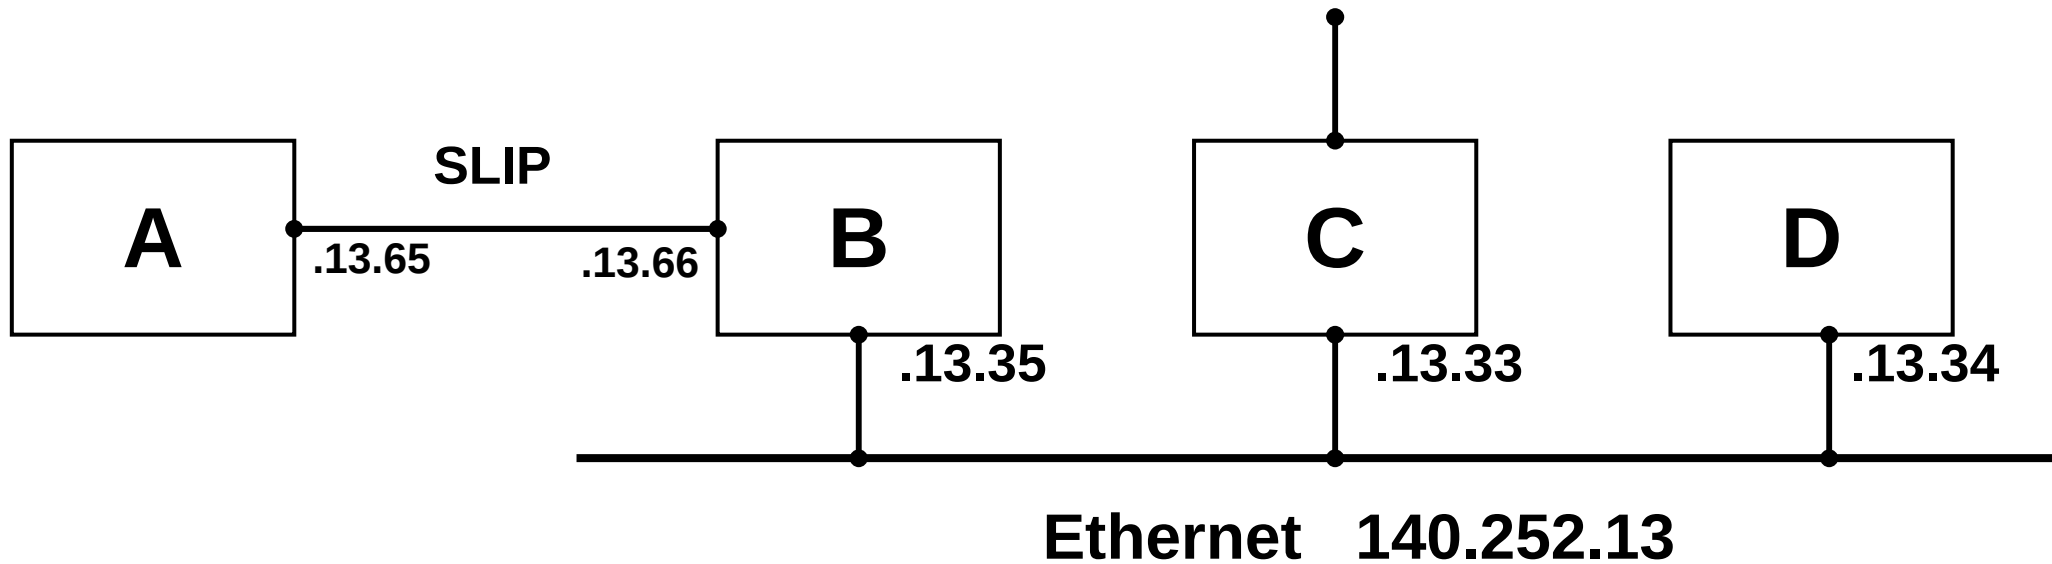 SLIP
A
B
C
D
.13.65
.13.66
.13.35
.13.33
.13.34
Ethernet 140.252.13